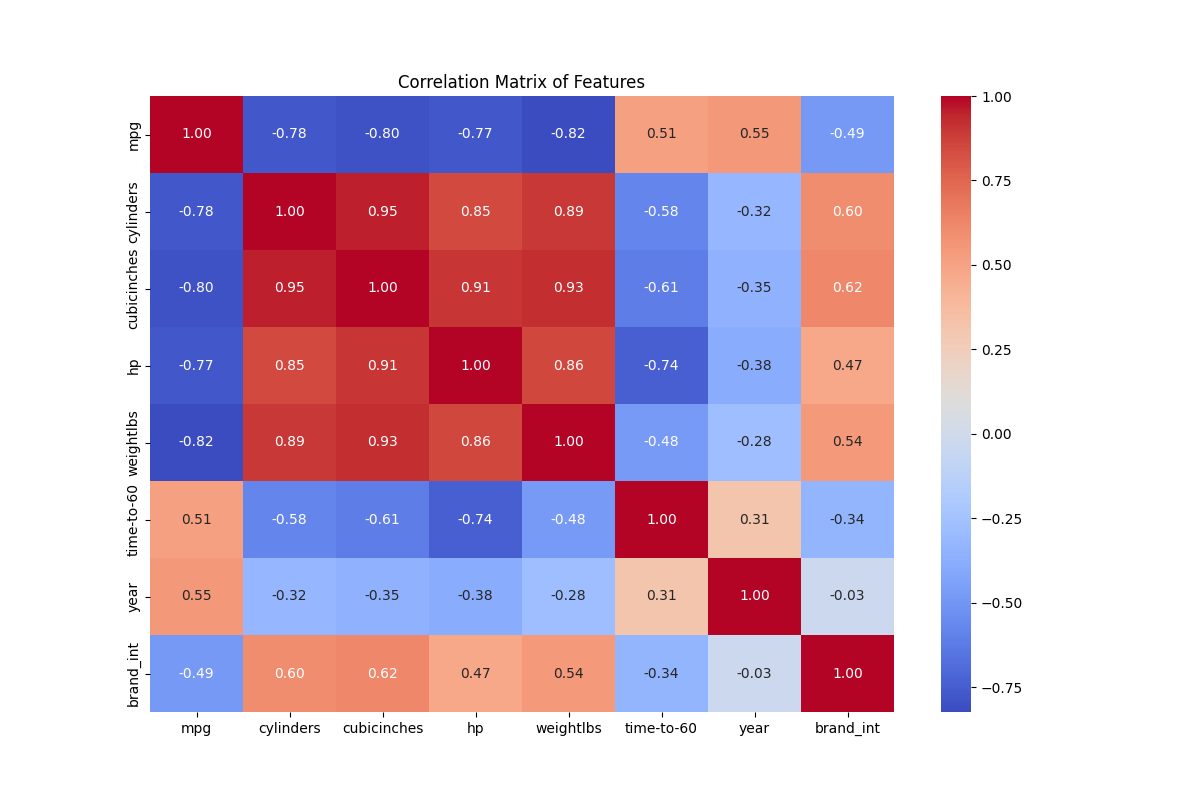 Correlation Matrix of Features
mpg 1.00 -0.78 -0.80 -0.77 -0.82 0.51 0.55 -0.49
cylinders -0.78 1.00 0.95 0.85 0.89 -0.58 -0.32 0.60
cubicinches -0.80 0.95 1.00 0.91 0.93 -0.61 -0.35 0.62
hp -0.77 0.85 0.91 1.00 0.86 -0.74 -0.38 0.47
weightlbs -0.82 0.89 0.93 0.86 1.00 -0.48 -0.28 0.54
time-to-60 0.51 -0.58 -0.61 -0.74 -0.48 1.00 0.31 -0.34
year 0.55 -0.32 -0.35 -0.38 -0.28 0.31 1.00 -0.03
brand_int -0.49 0.60 0.62 0.47 0.54 -0.34 -0.03 1.00
mpg cylinders cubicinches hp weightlbs time-to-60 year brand_int
1.00
0.75
0.50
0.25
0.00
−0.25
−0.50
−0.75